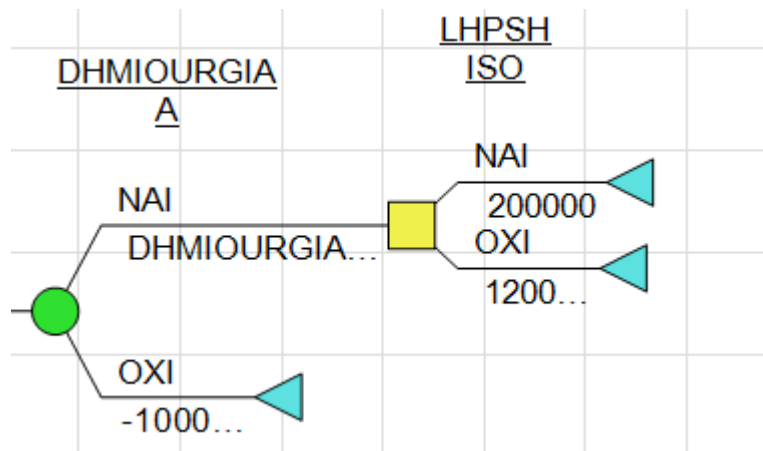 LHPSH
ISO
DHMIOURGIA
A
NAI
200000
NAI
DHMIOURGIA...
OXI
1200...
OXI
-1000...